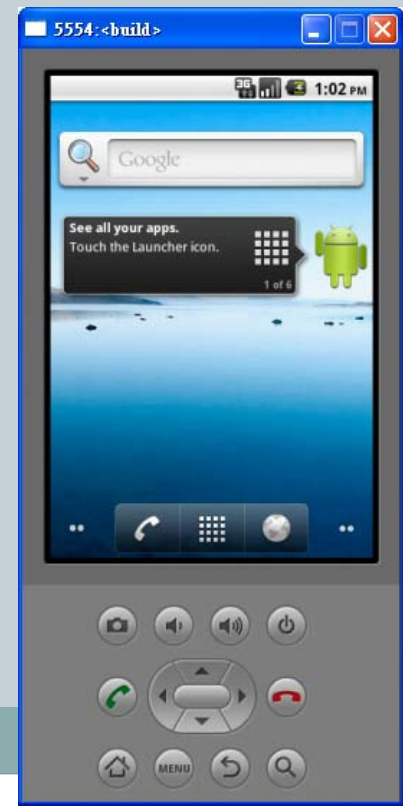 5554:<build>
3G
1:02 PM
Google
See all your apps.
Touch the Launcher icon.
1 of 6
MENU